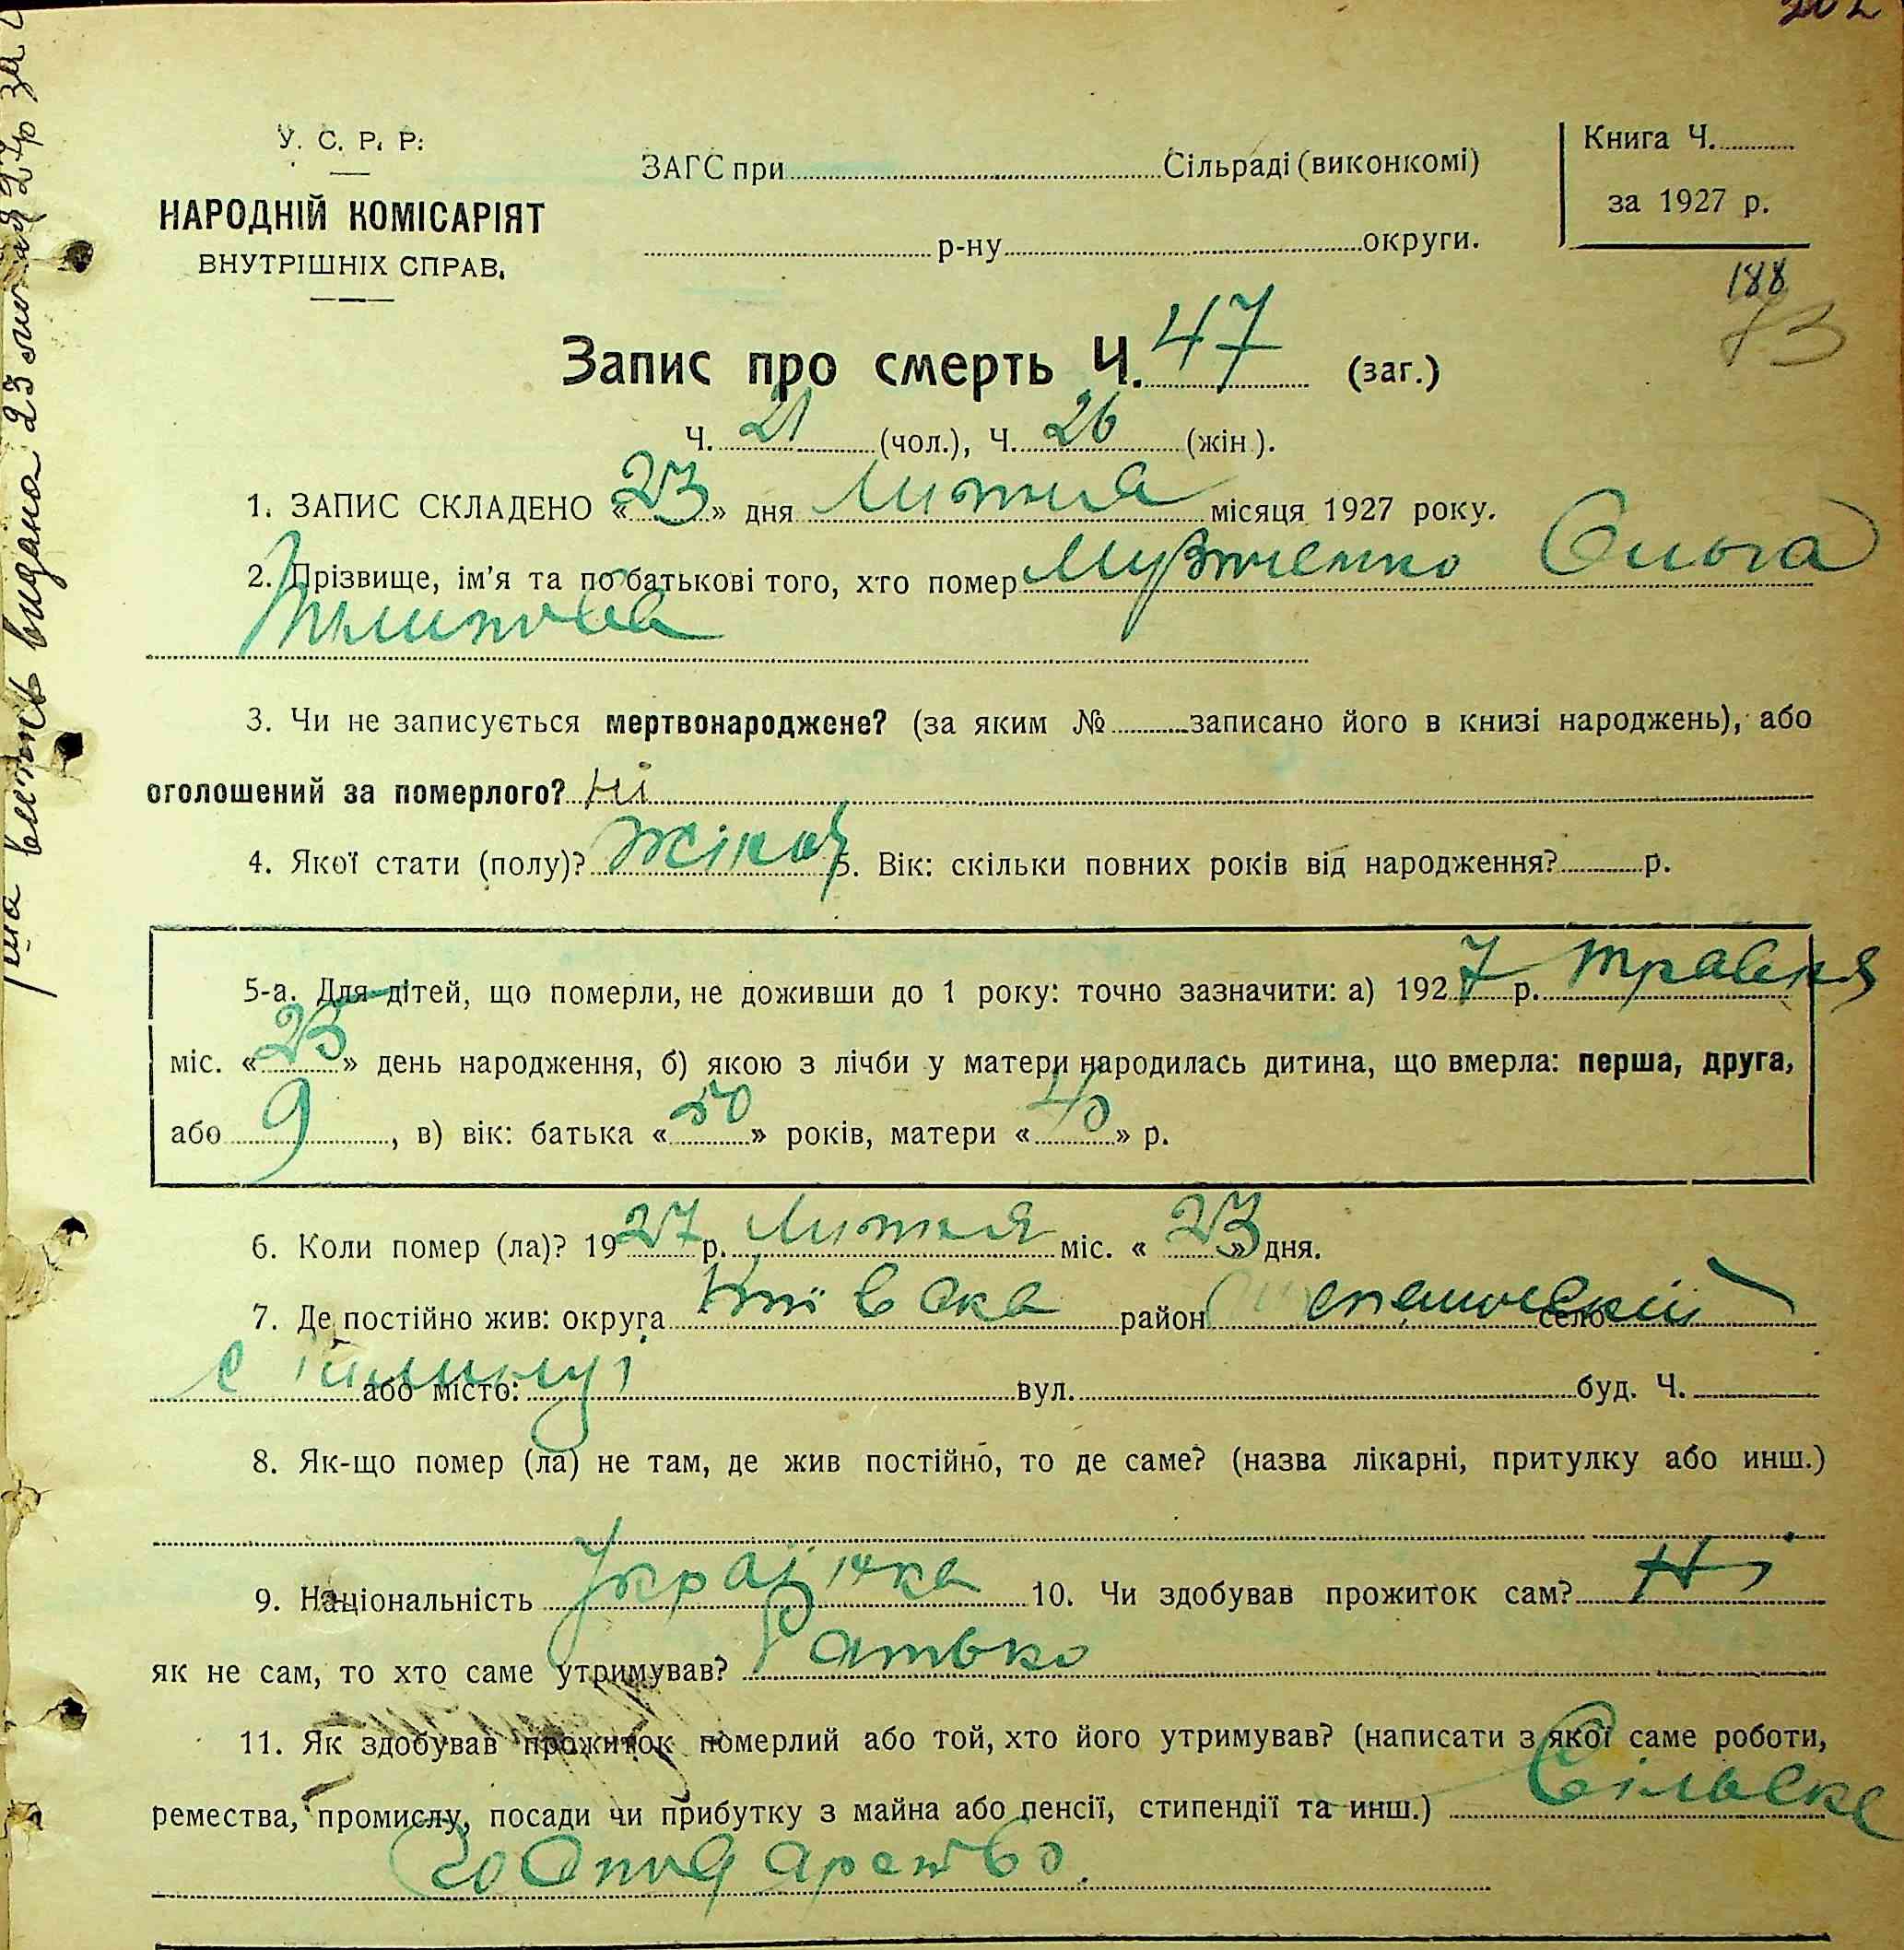 202
У. С. Р. Р.
НАРОДНІЙ КОМІСАРІЯТ
ВНУТРІШНІХ СПРАВ.
ЗАГС при Сільраді (виконкомі)
р-ну округи.
Книга Ч.
за 1927 р.
188
73
Запис про смерть Ч. 47 (заг.)
Ч. 21 (чол.), Ч. 26 (жін.).
1. ЗАПИС СКЛАДЕНО «23» дня липня місяця 1927 року.
2. Прізвище, ім'я та по батькові того, хто помер Ольга
3. Чи не записується мертвонароджене? (за яким № записано його в книзі народжень), або
оголошений за померлого? ні
4. Якої стати (полу)? жіноч 5. Вік: скільки повних років від народження? р.
5-а. Для дітей, що померли, не доживши до 1 року: точно зазначити: а) 1927 р. травня
міс. «23» день народження, б) якою з лічби у матери народилась дитина, що вмерла: перша, друга,
або 9, в) вік: батька «50» років, матери «40» р.
6. Коли помер (ла)? 1927 р. липня міс. «23» дня.
7. Де постійно жив: округа Київська район село
с або місто: вул. буд. Ч.
8. Як-що помер (ла) не там, де жив постійно, то де саме? (назва лікарні, притулку або инш.)
9. Національність Українка 10. Чи здобував прожиток сам? Ні
як не сам, то хто саме утримував? Батько
11. Як здобував прожиток померлий або той, хто його утримував? (написати з якої саме роботи,
ремества, промислу, посади чи прибутку з майна або пенсії, стипендії та инш.) Сільське
господарство.
видано 23